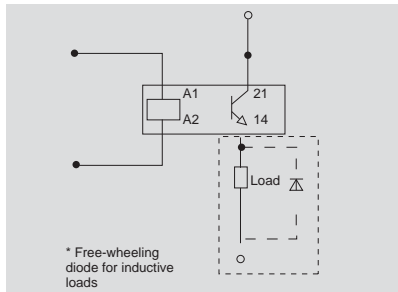 A1
21
A2
14
Load
* Free-wheeling
diode for inductive
loads